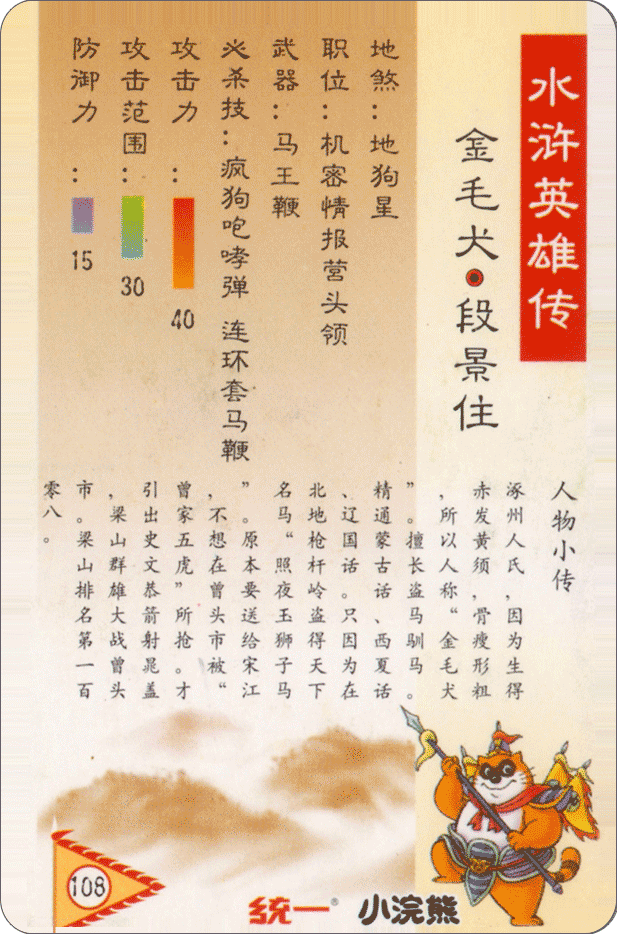 水浒英雄传
金毛犬·段景住
地煞：地狗星
职位：机密情报营头领
武器：马王鞭
必杀技：疯狗咆哮弹 连环套马鞭
攻击力：40
攻击范围：30
防御力：15
人物小传
涿州人氏，因为生得
赤发黄须，骨瘦形粗
，所以人称“金毛犬
”。擅长盗马驯马。
精通蒙古话、西夏话
、辽国话。只因为在
北地枪杆岭盗得天下
名马“照夜玉狮子马
”。原本要送给宋江
，不想在曾头市被“
曾家五虎”所抢。才
引出史文恭箭射晁盖
，梁山群雄大战曾头
市。梁山排名第一百
零八。
108
统一 小浣熊